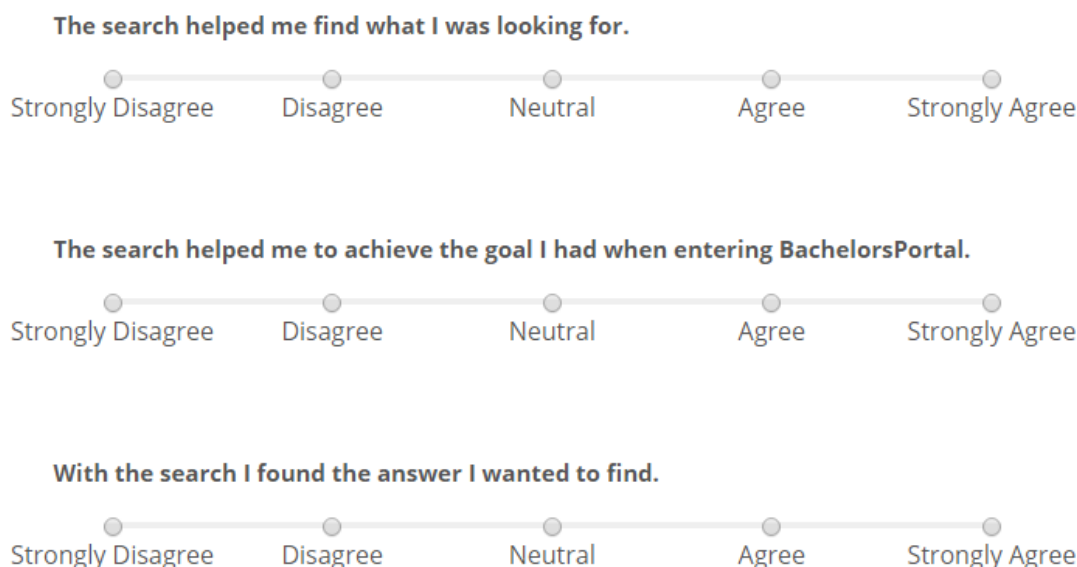 The search helped me find what I was looking for.
Strongly Disagree Disagree Neutral Agree Strongly Agree
The search helped me to achieve the goal I had when entering BachelorsPortal.
Strongly Disagree Disagree Neutral Agree Strongly Agree
With the search I found the answer I wanted to find.
Strongly Disagree Disagree Neutral Agree Strongly Agree